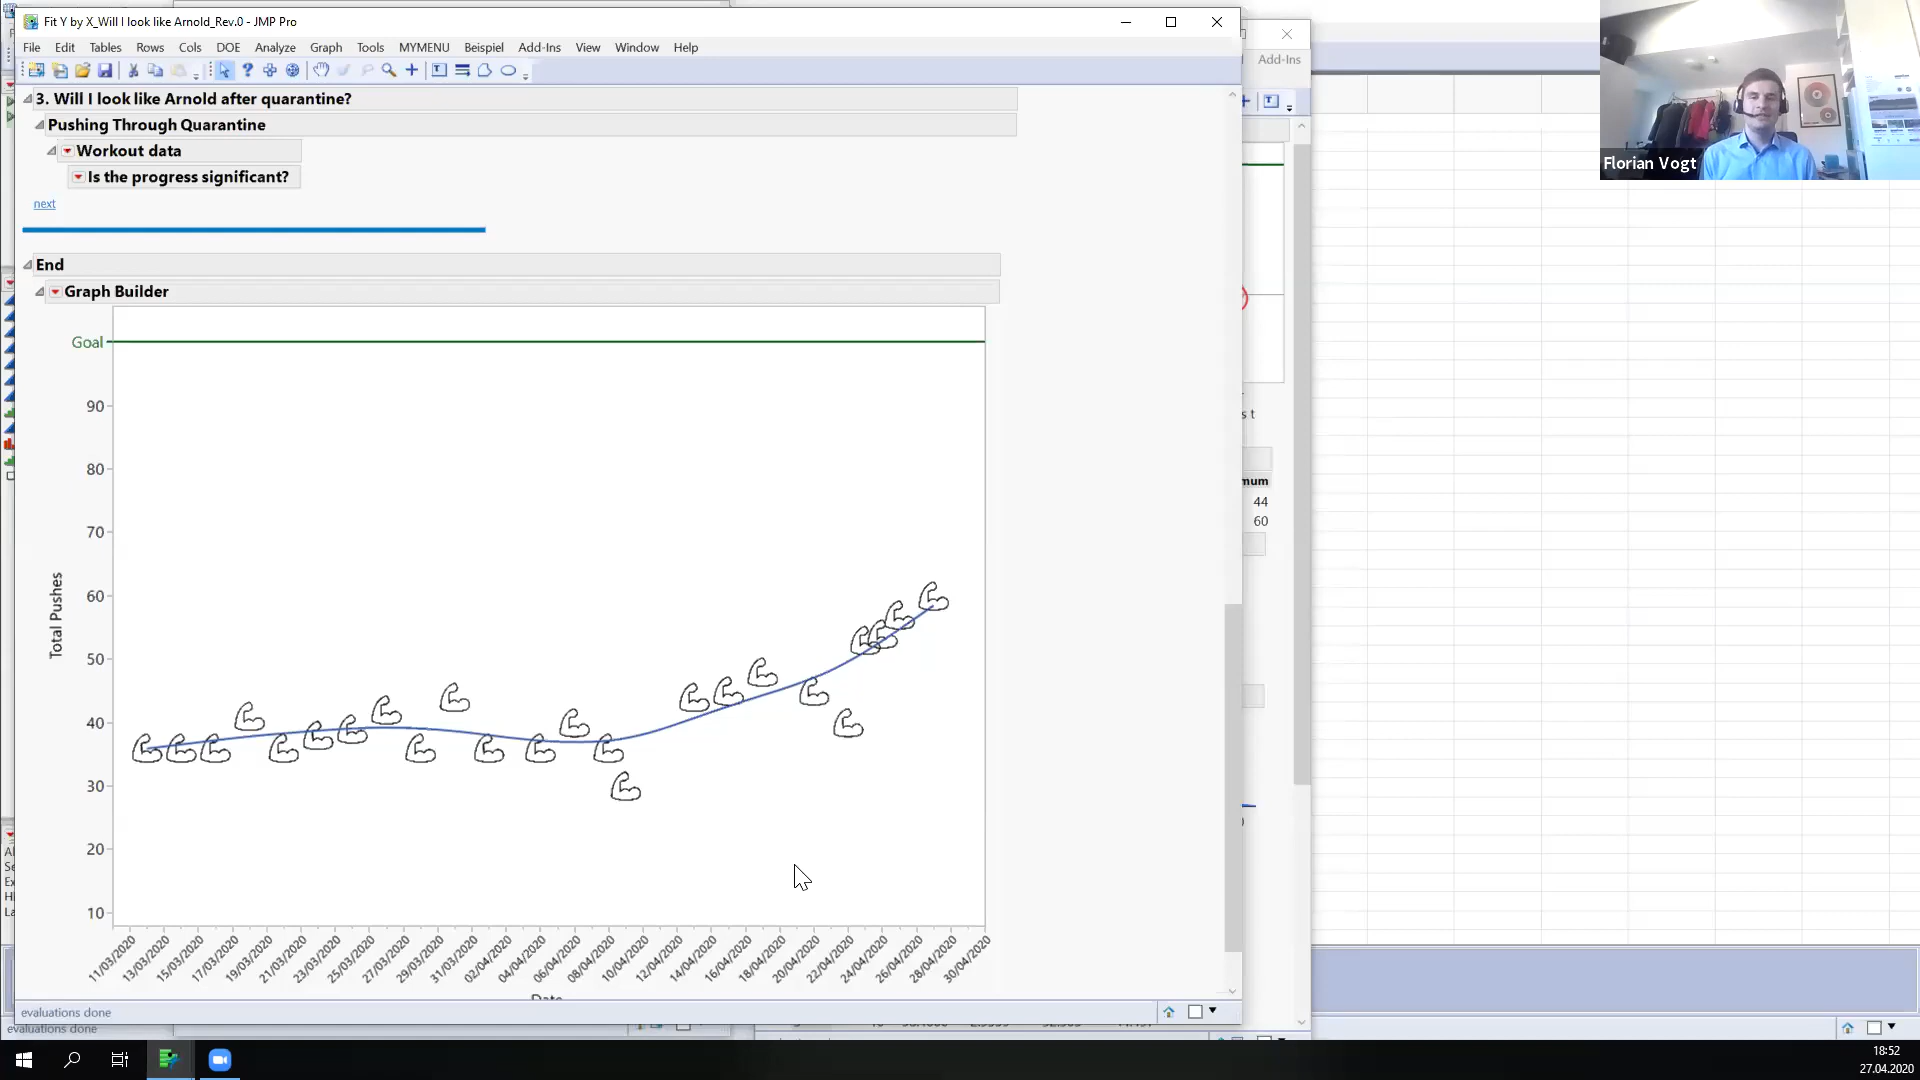 Fit Y by X_Will I look like Arnold_Rev.0 - JMP Pro
File Edit Tables Rows Cols DOE Analyze Graph Tools MYMENU Beispiel Add-Ins View Window Help
Add-Ins
3. Will I look like Arnold after quarantine?
Pushing Through Quarantine
Workout data
Is the progress significant?
next
End
Graph Builder
Goal
90
80
70
60
50
40
30
20
10
Total Pushes
11/03/2020
13/03/2020
15/03/2020
17/03/2020
19/03/2020
21/03/2020
23/03/2020
25/03/2020
27/03/2020
29/03/2020
31/03/2020
02/04/2020
04/04/2020
06/04/2020
08/04/2020
10/04/2020
12/04/2020
14/04/2020
16/04/2020
18/04/2020
20/04/2020
22/04/2020
24/04/2020
26/04/2020
28/04/2020
30/04/2020
Date
evaluations done
evaluations done
s t
mum
44
60
Florian Vogt
18:52
27.04.2020